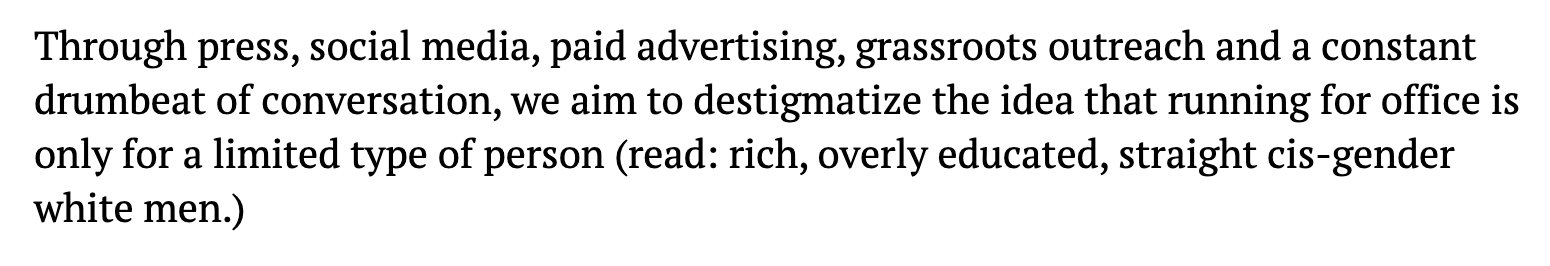 Through press, social media, paid advertising, grassroots outreach and a constant
drumbeat of conversation, we aim to destigmatize the idea that running for office is
only for a limited type of person (read: rich, overly educated, straight cis-gender
white men.)